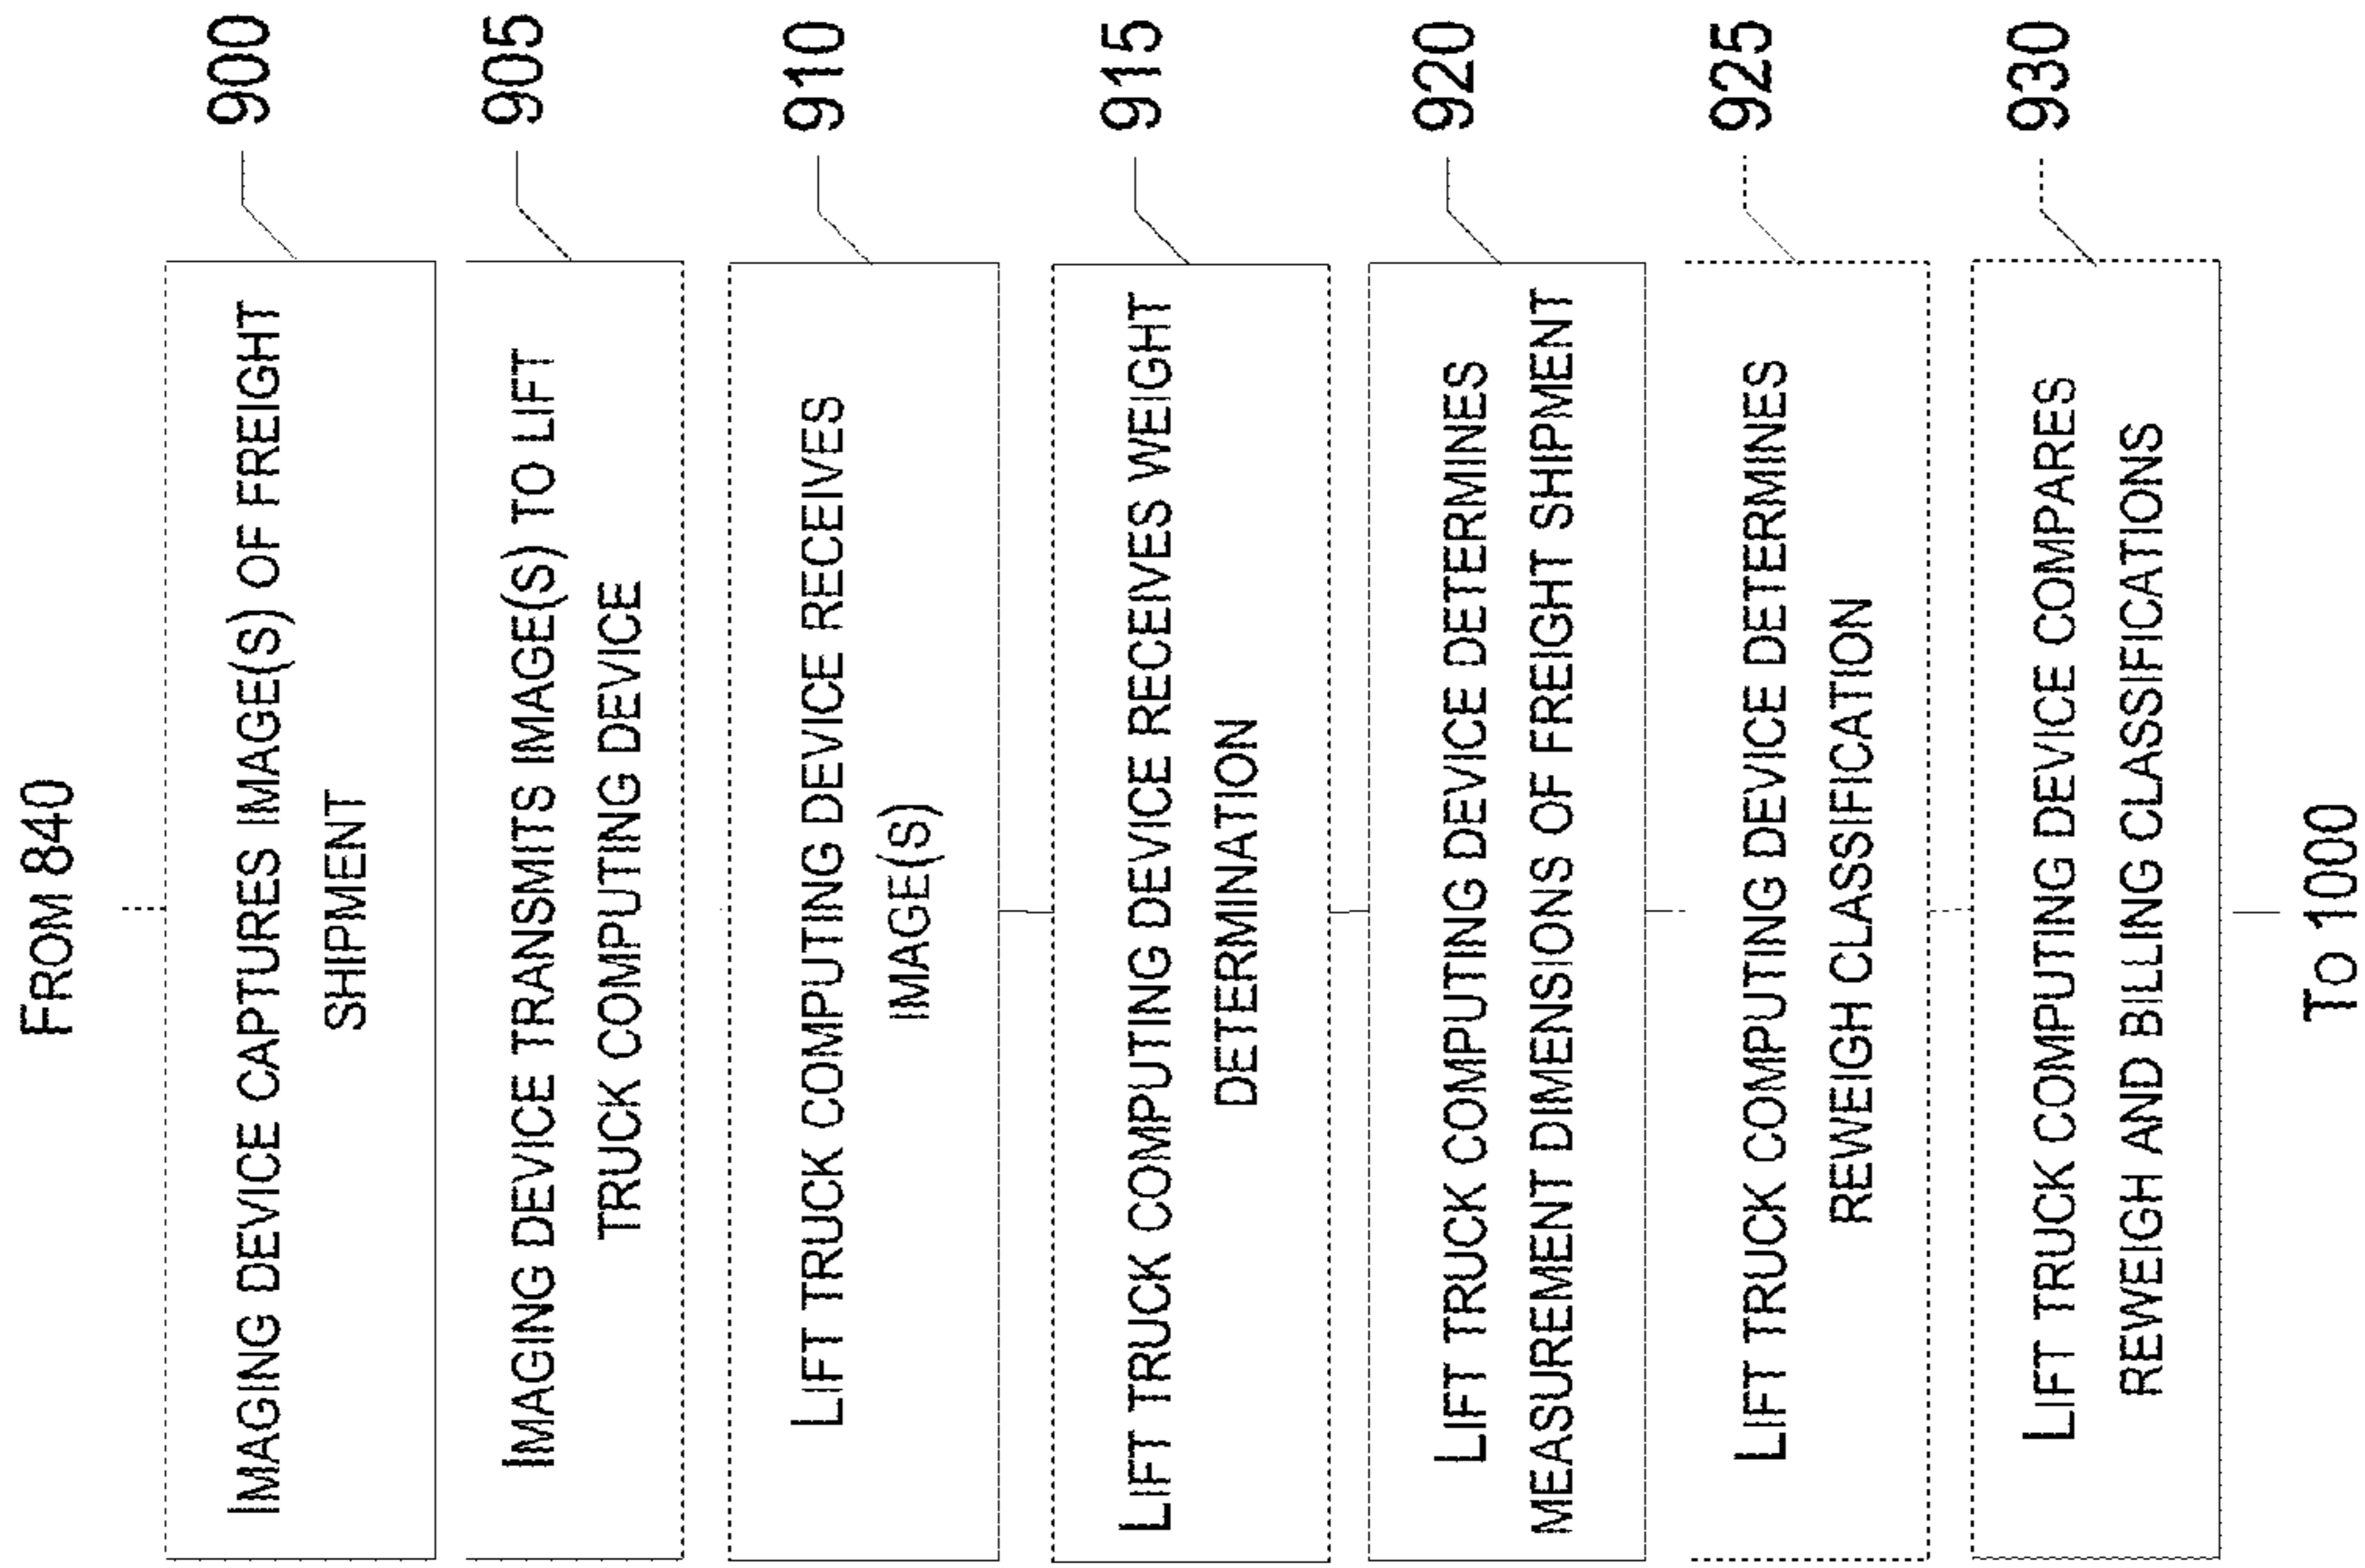 FROM 840
IMAGING DEVICE CAPTURES IMAGE(S) OF FREIGHT
SHIPMENT
900
IMAGING DEVICE TRANSMITS IMAGE(S) TO LIFT
TRUCK COMPUTING DEVICE
905
LIFT TRUCK COMPUTING DEVICE RECEIVES
IMAGE(S)
910
LIFT TRUCK COMPUTING DEVICE RECEIVES WEIGHT
DETERMINATION
915
LIFT TRUCK COMPUTING DEVICE DETERMINES
MEASUREMENT DIMENSIONS OF FREIGHT SHIPMENT
920
LIFT TRUCK COMPUTING DEVICE DETERMINES
REWEIGH CLASSIFICATION
925
LIFT TRUCK COMPUTING DEVICE COMPARES
REWEIGH AND BILLING CLASSIFICATIONS
930
TO 1000